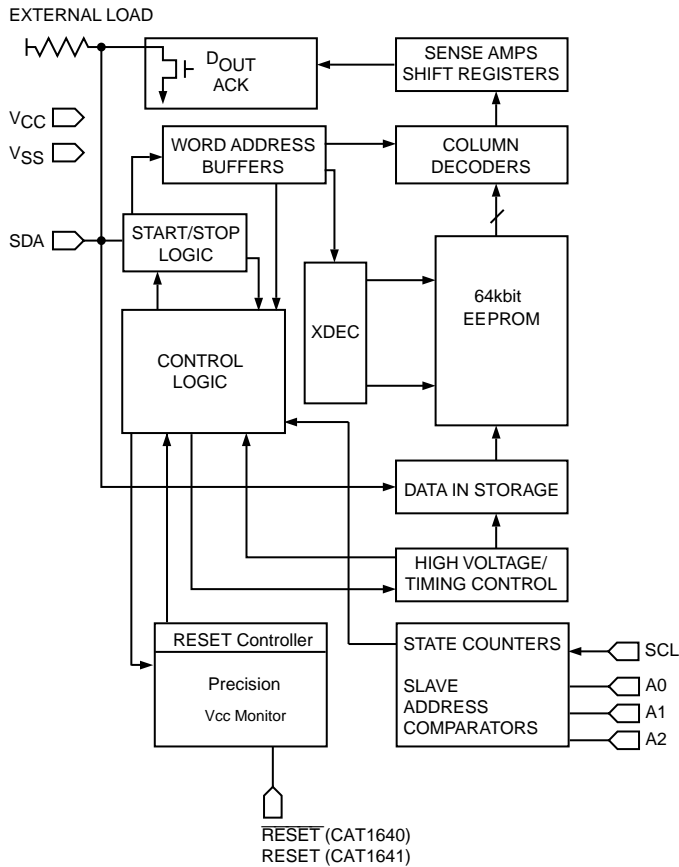 EXTERNAL LOAD
DOUT
ACK
SENSE AMPS
SHIFT REGISTERS
VCC
VSS
WORD ADDRESS
BUFFERS
COLUMN
DECODERS
SDA
START/STOP
LOGIC
XDEC
64kbit
EEPROM
CONTROL
LOGIC
DATA IN STORAGE
HIGH VOLTAGE/
TIMING CONTROL
RESET Controller
Precision
Vcc Monitor
STATE COUNTERS
SLAVE
ADDRESS
COMPARATORS
SCL
A0
A1
A2
RESET (CAT1640)
RESET (CAT1641)